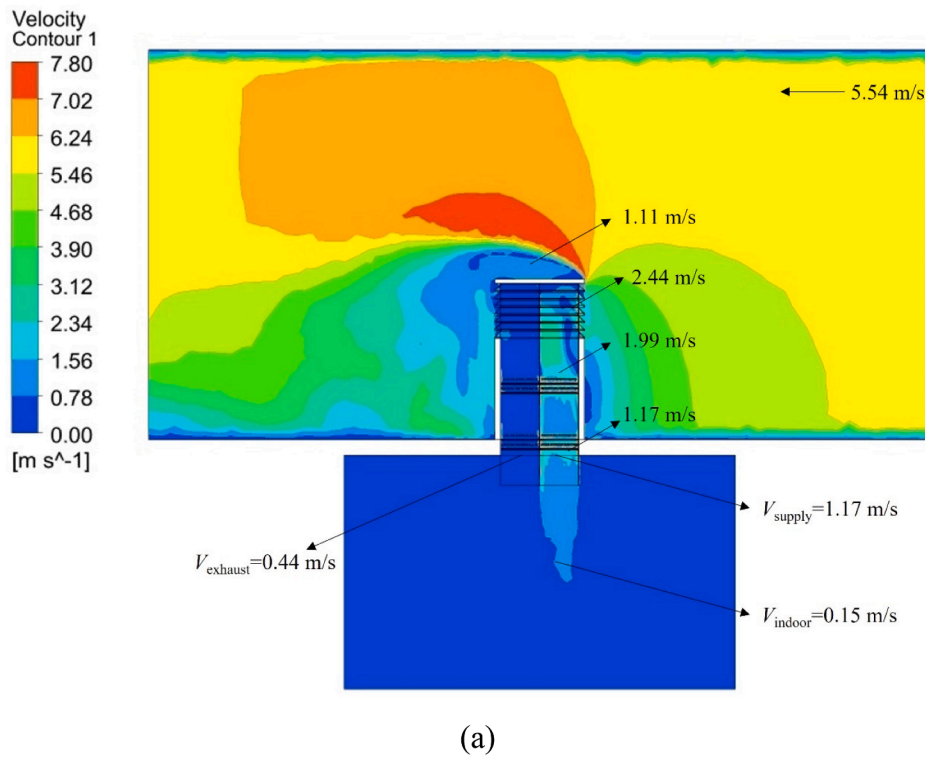 Velocity
Contour 1
7.80
7.02
6.24
5.46
4.68
3.90
3.12
2.34
1.56
0.78
0.00
[m s^-1]
5.54 m/s
1.11 m/s
2.44 m/s
1.99 m/s
1.17 m/s
Vsupply=1.17 m/s
Vexhaust=0.44 m/s
Vindoor=0.15 m/s
(a)